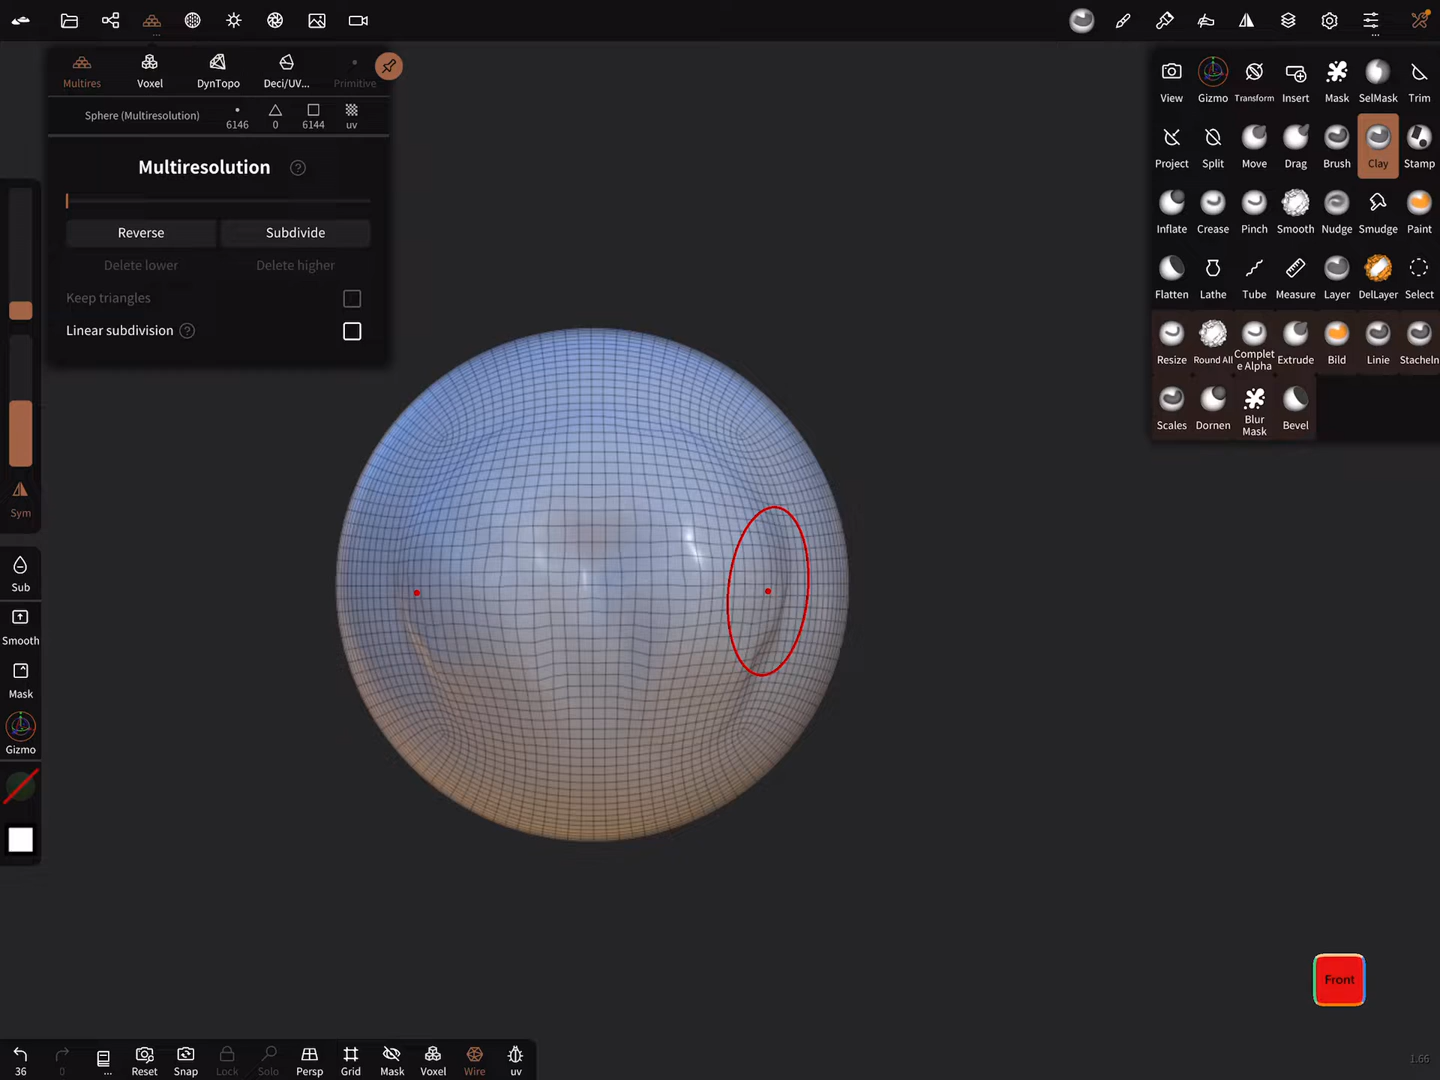 Multires Voxel DynTopo Deci/UV... Primitive
Sphere (Multiresolution) 6146 0 6144 uv
Multiresolution ?
Reverse Subdivide
Delete lower Delete higher
Keep triangles
Linear subdivision ?
Sym
Sub
Smooth
Mask
Gizmo
View Gizmo Transform Insert Mask SelMask Trim
Project Split Move Drag Brush Clay Stamp
Inflate Crease Pinch Smooth Nudge Smudge Paint
Flatten Lathe Tube Measure Layer DelLayer Select
Resize Round All Complet
e Alpha Extrude Bild Linie Stacheln
Scales Dornen Blur
Mask Bevel
Front
36 0 ... Reset Snap Lock Solo Persp Grid Mask Voxel Wire uv
1.66